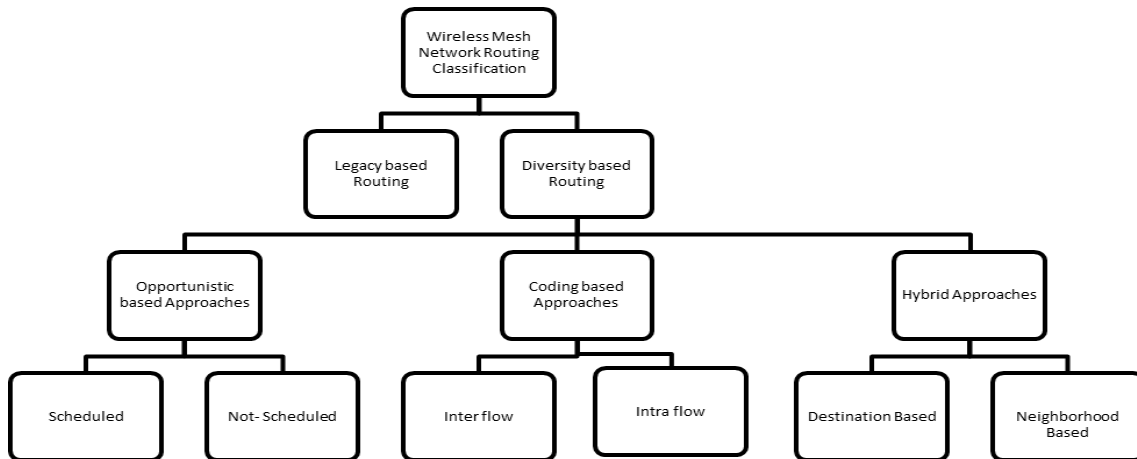 Wireless Mesh
Network Routing
Classification
Legacy based
Routing
Diversity based
Routing
Opportunistic
based Approaches
Coding based
Approaches
Hybrid Approaches
Scheduled
Not- Scheduled
Inter flow
Intra flow
Destination Based
Neighborhood
Based